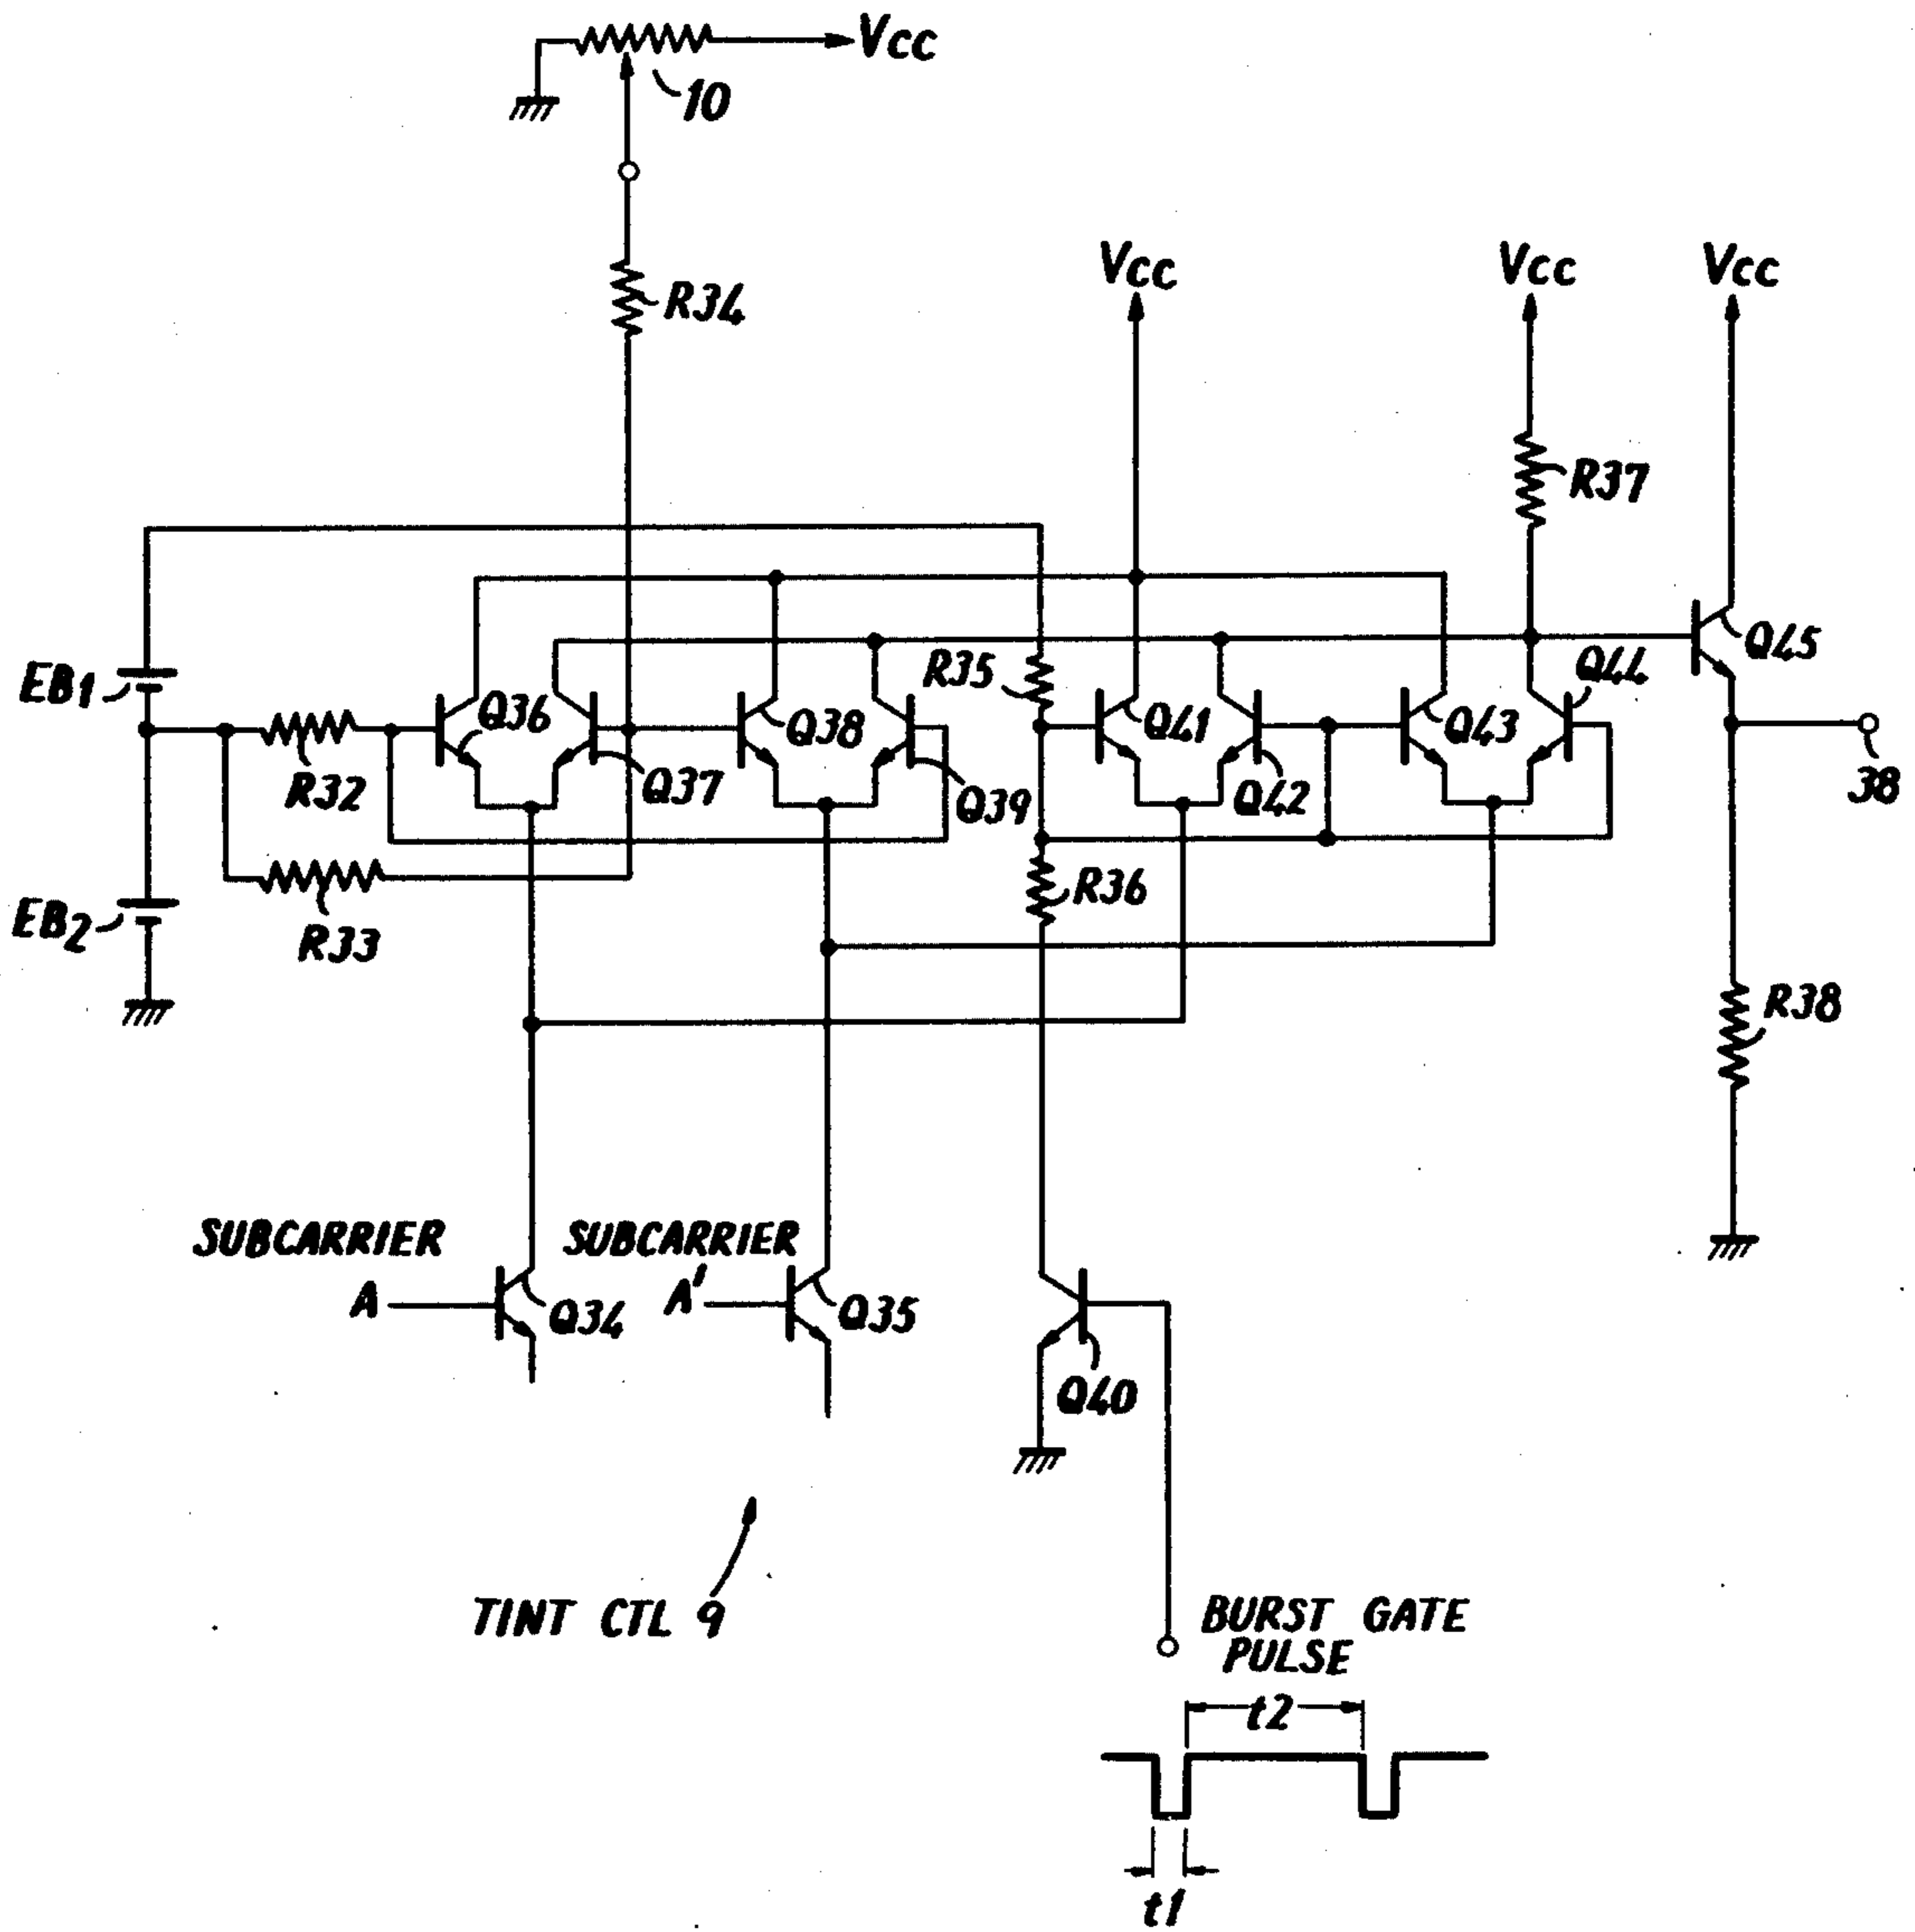 Vcc
10
R34
Vcc
Vcc
Vcc
R37
EB1
Q36
Q37
Q38
Q39
R35
Q41
Q42
Q43
Q44
Q45
38
R32
R33
EB2
R36
R38
SUBCARRIER
A
Q34
SUBCARRIER
A'
Q35
Q40
TINT CTL 9
BURST GATE
PULSE
t2
t1